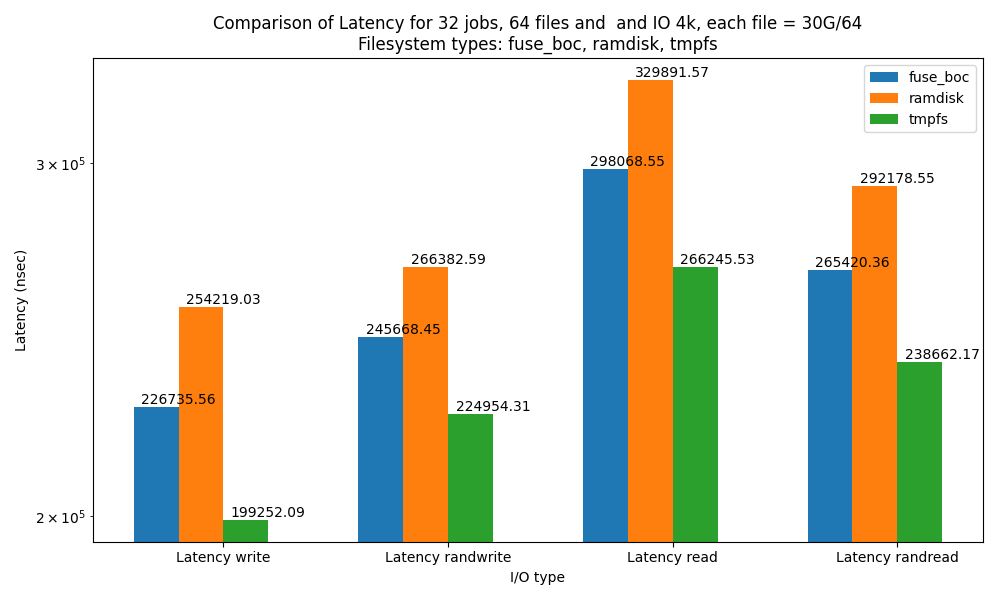 Comparison of Latency for 32 jobs, 64 files and  and IO 4k, each file = 30G/64
Filesystem types: fuse_boc, ramdisk, tmpfs
fuse_boc
ramdisk
tmpfs
Latency (nsec)
3 × 10⁵
2 × 10⁵
226735.56
254219.03
199252.09
245668.45
266382.59
224954.31
298068.55
329891.57
266245.53
265420.36
292178.55
238662.17
Latency write
Latency randwrite
Latency read
Latency randread
I/O type